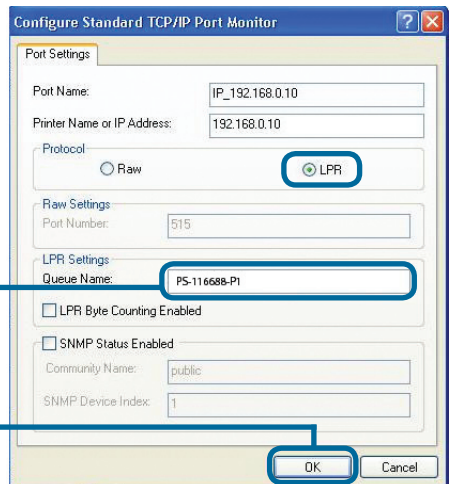 Configure Standard TCP/IP Port Monitor
Port Settings
Port Name: IP_192.168.0.10
Printer Name or IP Address: 192.168.0.10
Protocol
Raw LPR
Raw Settings
Port Number: 515
LPR Settings
Queue Name: PS-116688-P1
LPR Byte Counting Enabled
SNMP Status Enabled
Community Name: public
SNMP Device Index: 1
OK Cancel